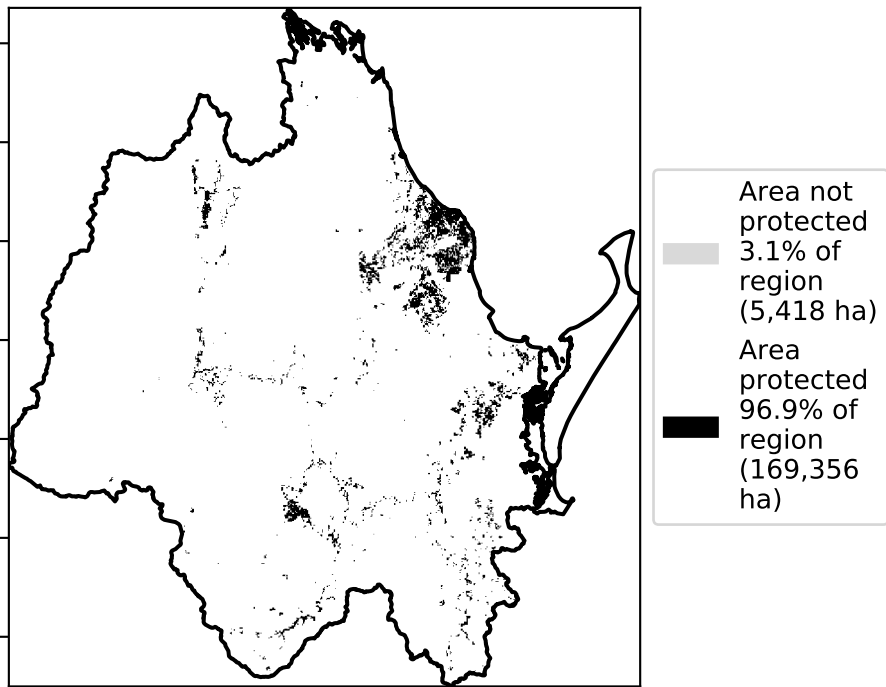 Area not
protected
3.1% of
region
(5,418 ha)
Area
protected
96.9% of
region
(169,356
ha)